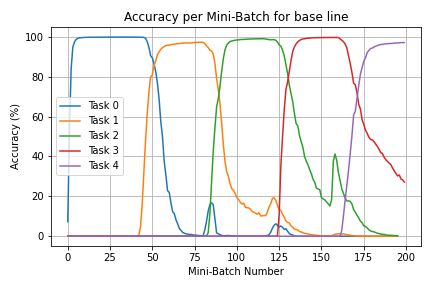 Accuracy per Mini-Batch for base line
Accuracy (%)
100
80
60
40
20
0
Task 0
Task 1
Task 2
Task 3
Task 4
0 25 50 75 100 125 150 175 200
Mini-Batch Number